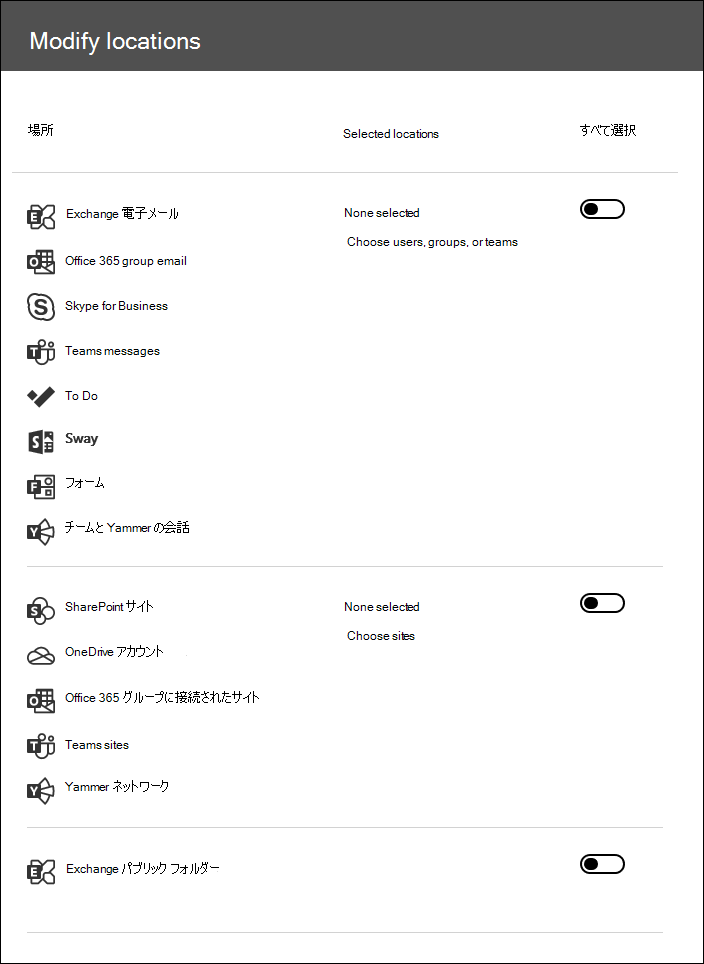 Modify locations
場所
Selected locations
すべて選択
Exchange 電子メール
None selected
Choose users, groups, or teams
Office 365 group email
Skype for Business
Teams messages
To Do
Sway
フォーム
チームと Yammer の会話
SharePoint サイト
None selected
Choose sites
OneDrive アカウント
Office 365 グループに接続されたサイト
Teams sites
Yammer ネットワーク
Exchange パブリック フォルダー